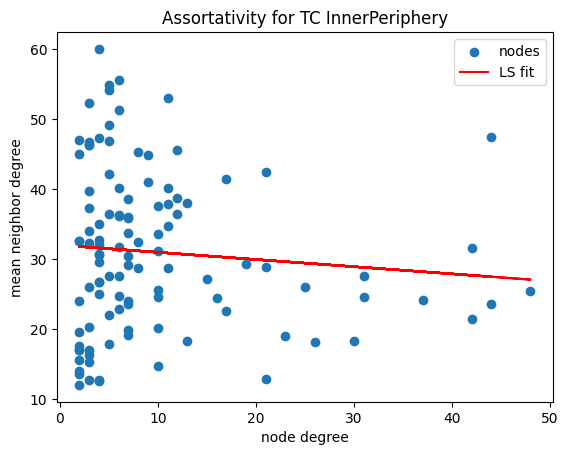 Assortativity for TC InnerPeriphery
nodes
LS fit
60
50
40
30
20
10
mean neighbor degree
0
10
20
30
40
50
node degree